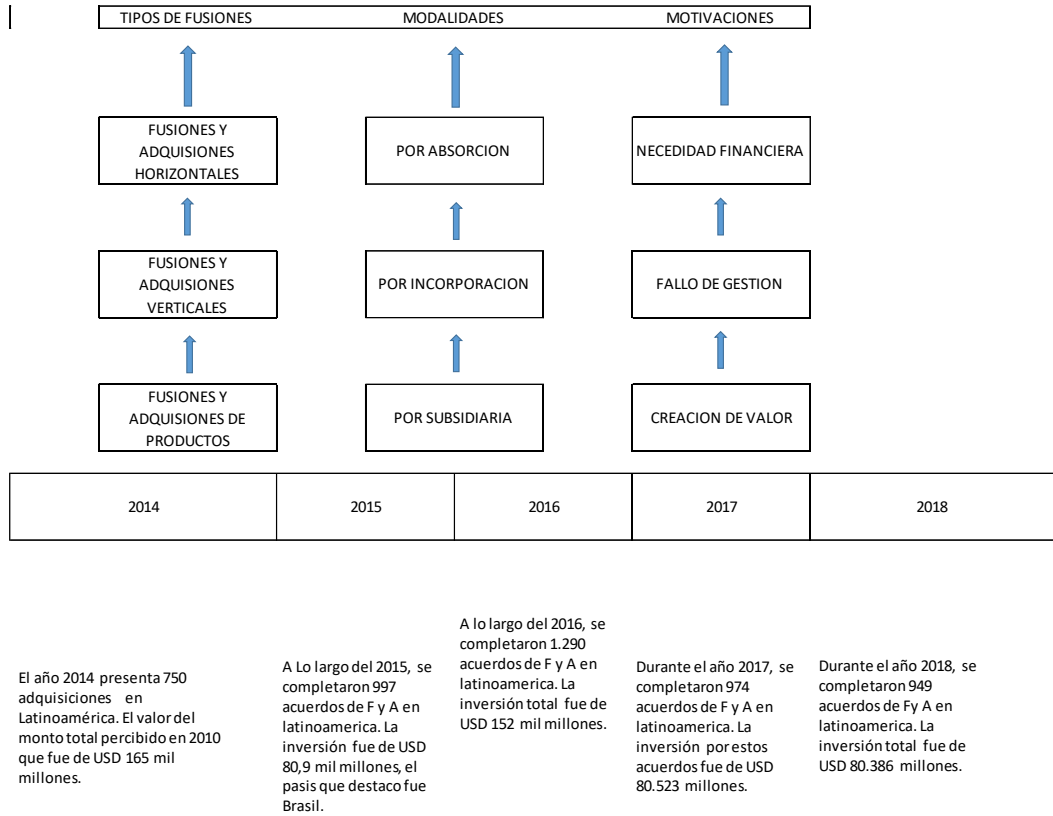 TIPOS DE FUSIONES MODALIDADES MOTIVACIONES
FUSIONES Y
ADQUISIONES
HORIZONTALES
POR ABSORCION
NECEDIDAD FINANCIERA
FUSIONES Y
ADQUISIONES
VERTICALES
POR INCORPORACION
FALLO DE GESTION
FUSIONES Y
ADQUISIONES DE
PRODUCTOS
POR SUBSIDIARIA
CREACION DE VALOR
2014 2015 2016 2017 2018
El año 2014 presenta 750
adquisiciones en
Latinoamérica. El valor del
monto total percibido en 2010
que fue de USD 165 mil
millones.
A Lo largo del 2015, se
completaron 997
acuerdos de F y A en
latinoamerica. La
inversión fue de USD
80,9 mil millones, el
pasis que destaco fue
Brasil.
A lo largo del 2016, se
completaron 1.290
acuerdos de F y A en
latinoamerica. La
inversión total fue de
USD 152 mil millones.
Durante el año 2017, se
completaron 974
acuerdos de F y A en
latinoamerica. La
inversión por estos
acuerdos fue de USD
80.523 millones.
Durante el año 2018, se
completaron 949
acuerdos de Fy A en
latinoamerica. La
inversión total fue de
USD 80.386 millones.